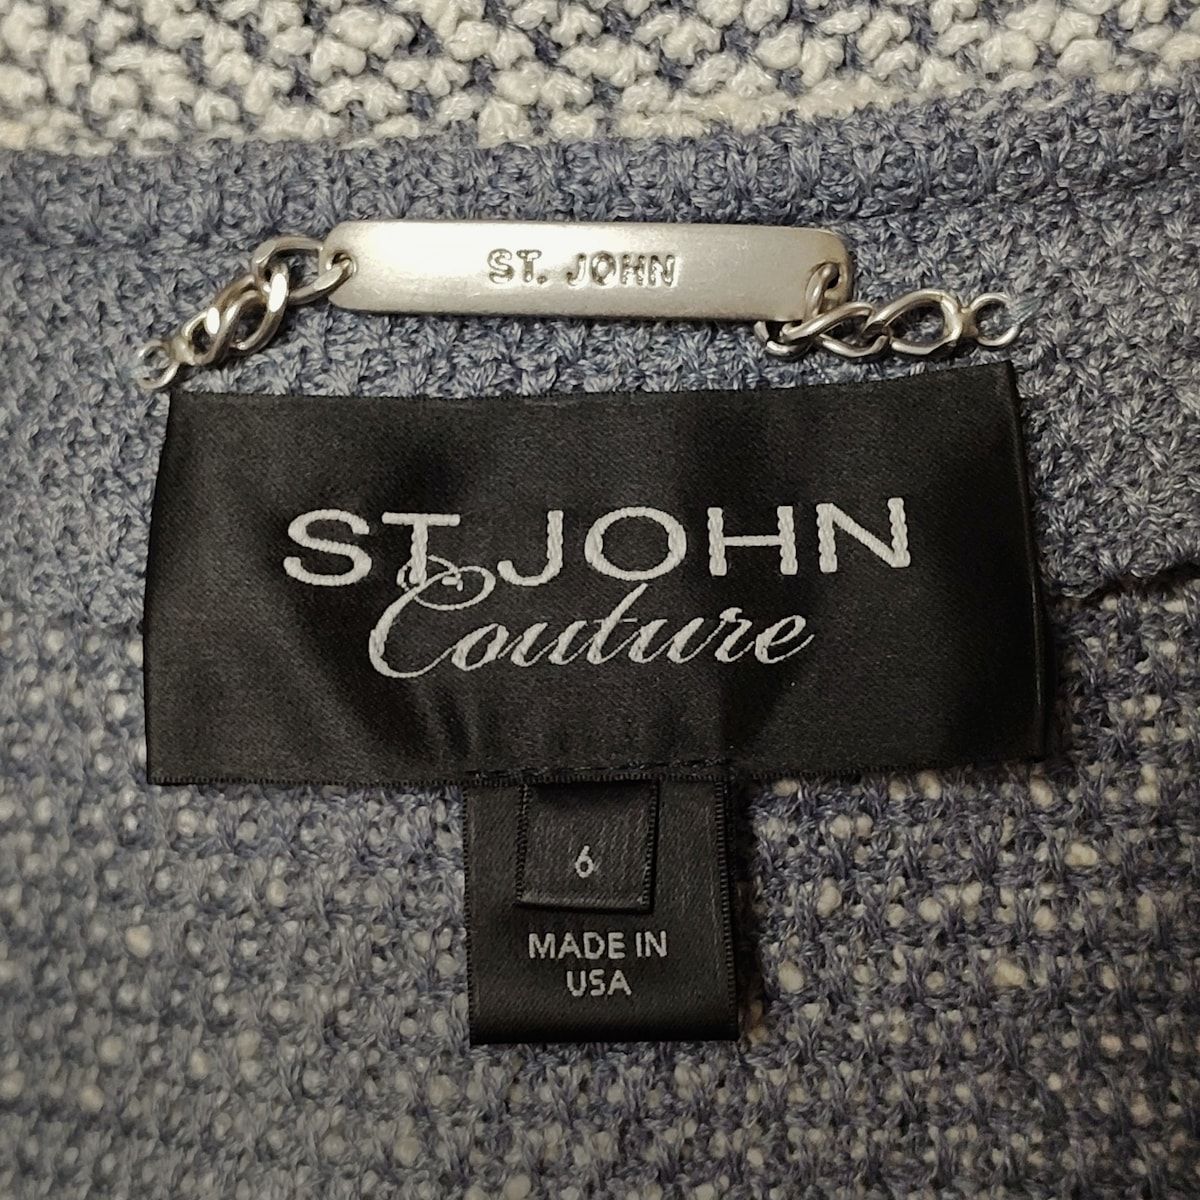 ST. JOHN
ST. JOHN
Couture
6
MADE IN
USA